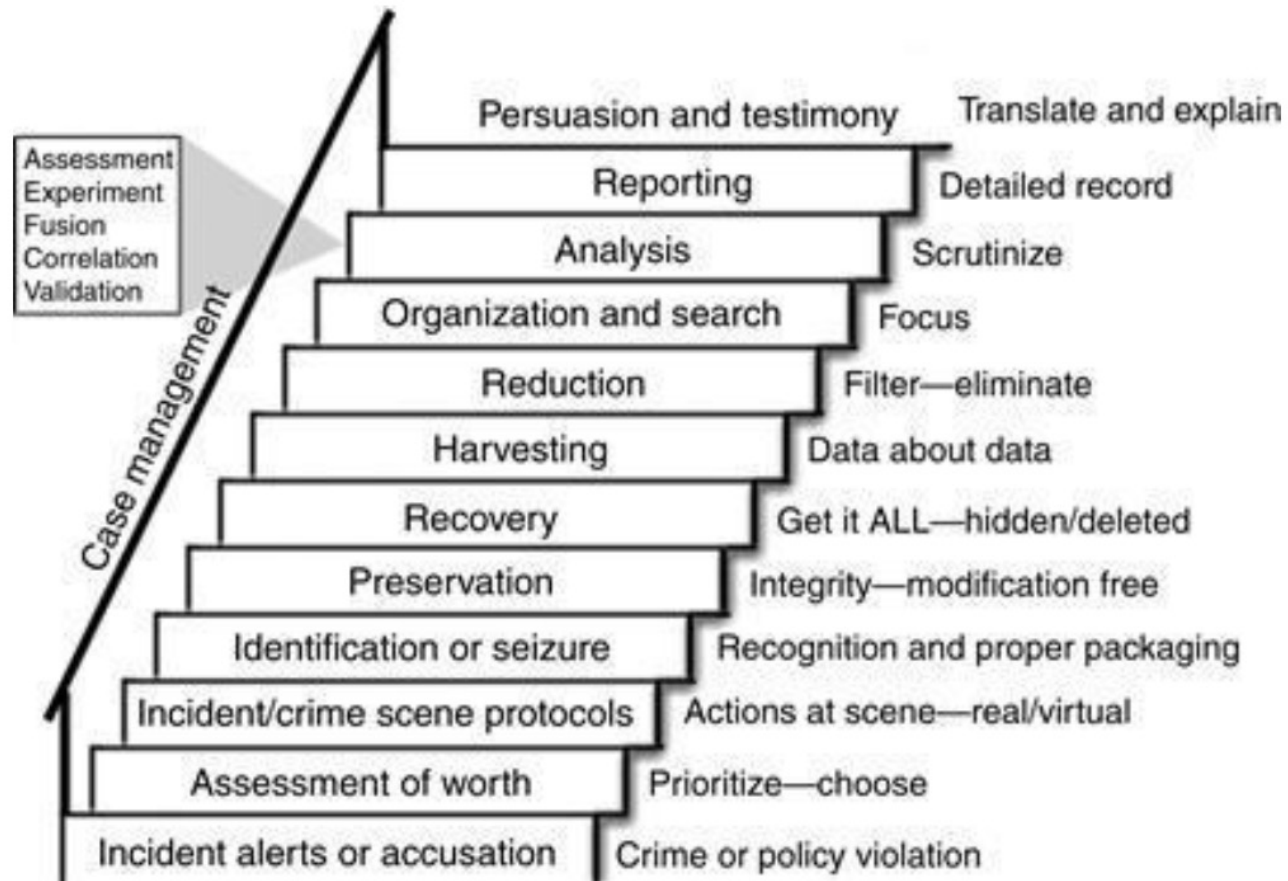 Persuasion and testimony Translate and explain
Assessment
Experiment
Fusion
Correlation
Validation
Case management
Reporting Detailed record
Analysis Scrutinize
Organization and search Focus
Reduction Filter—eliminate
Harvesting Data about data
Recovery Get it ALL—hidden/deleted
Preservation Integrity—modification free
Identification or seizure Recognition and proper packaging
Incident/crime scene protocols Actions at scene—real/virtual
Assessment of worth Prioritize—choose
Incident alerts or accusation Crime or policy violation